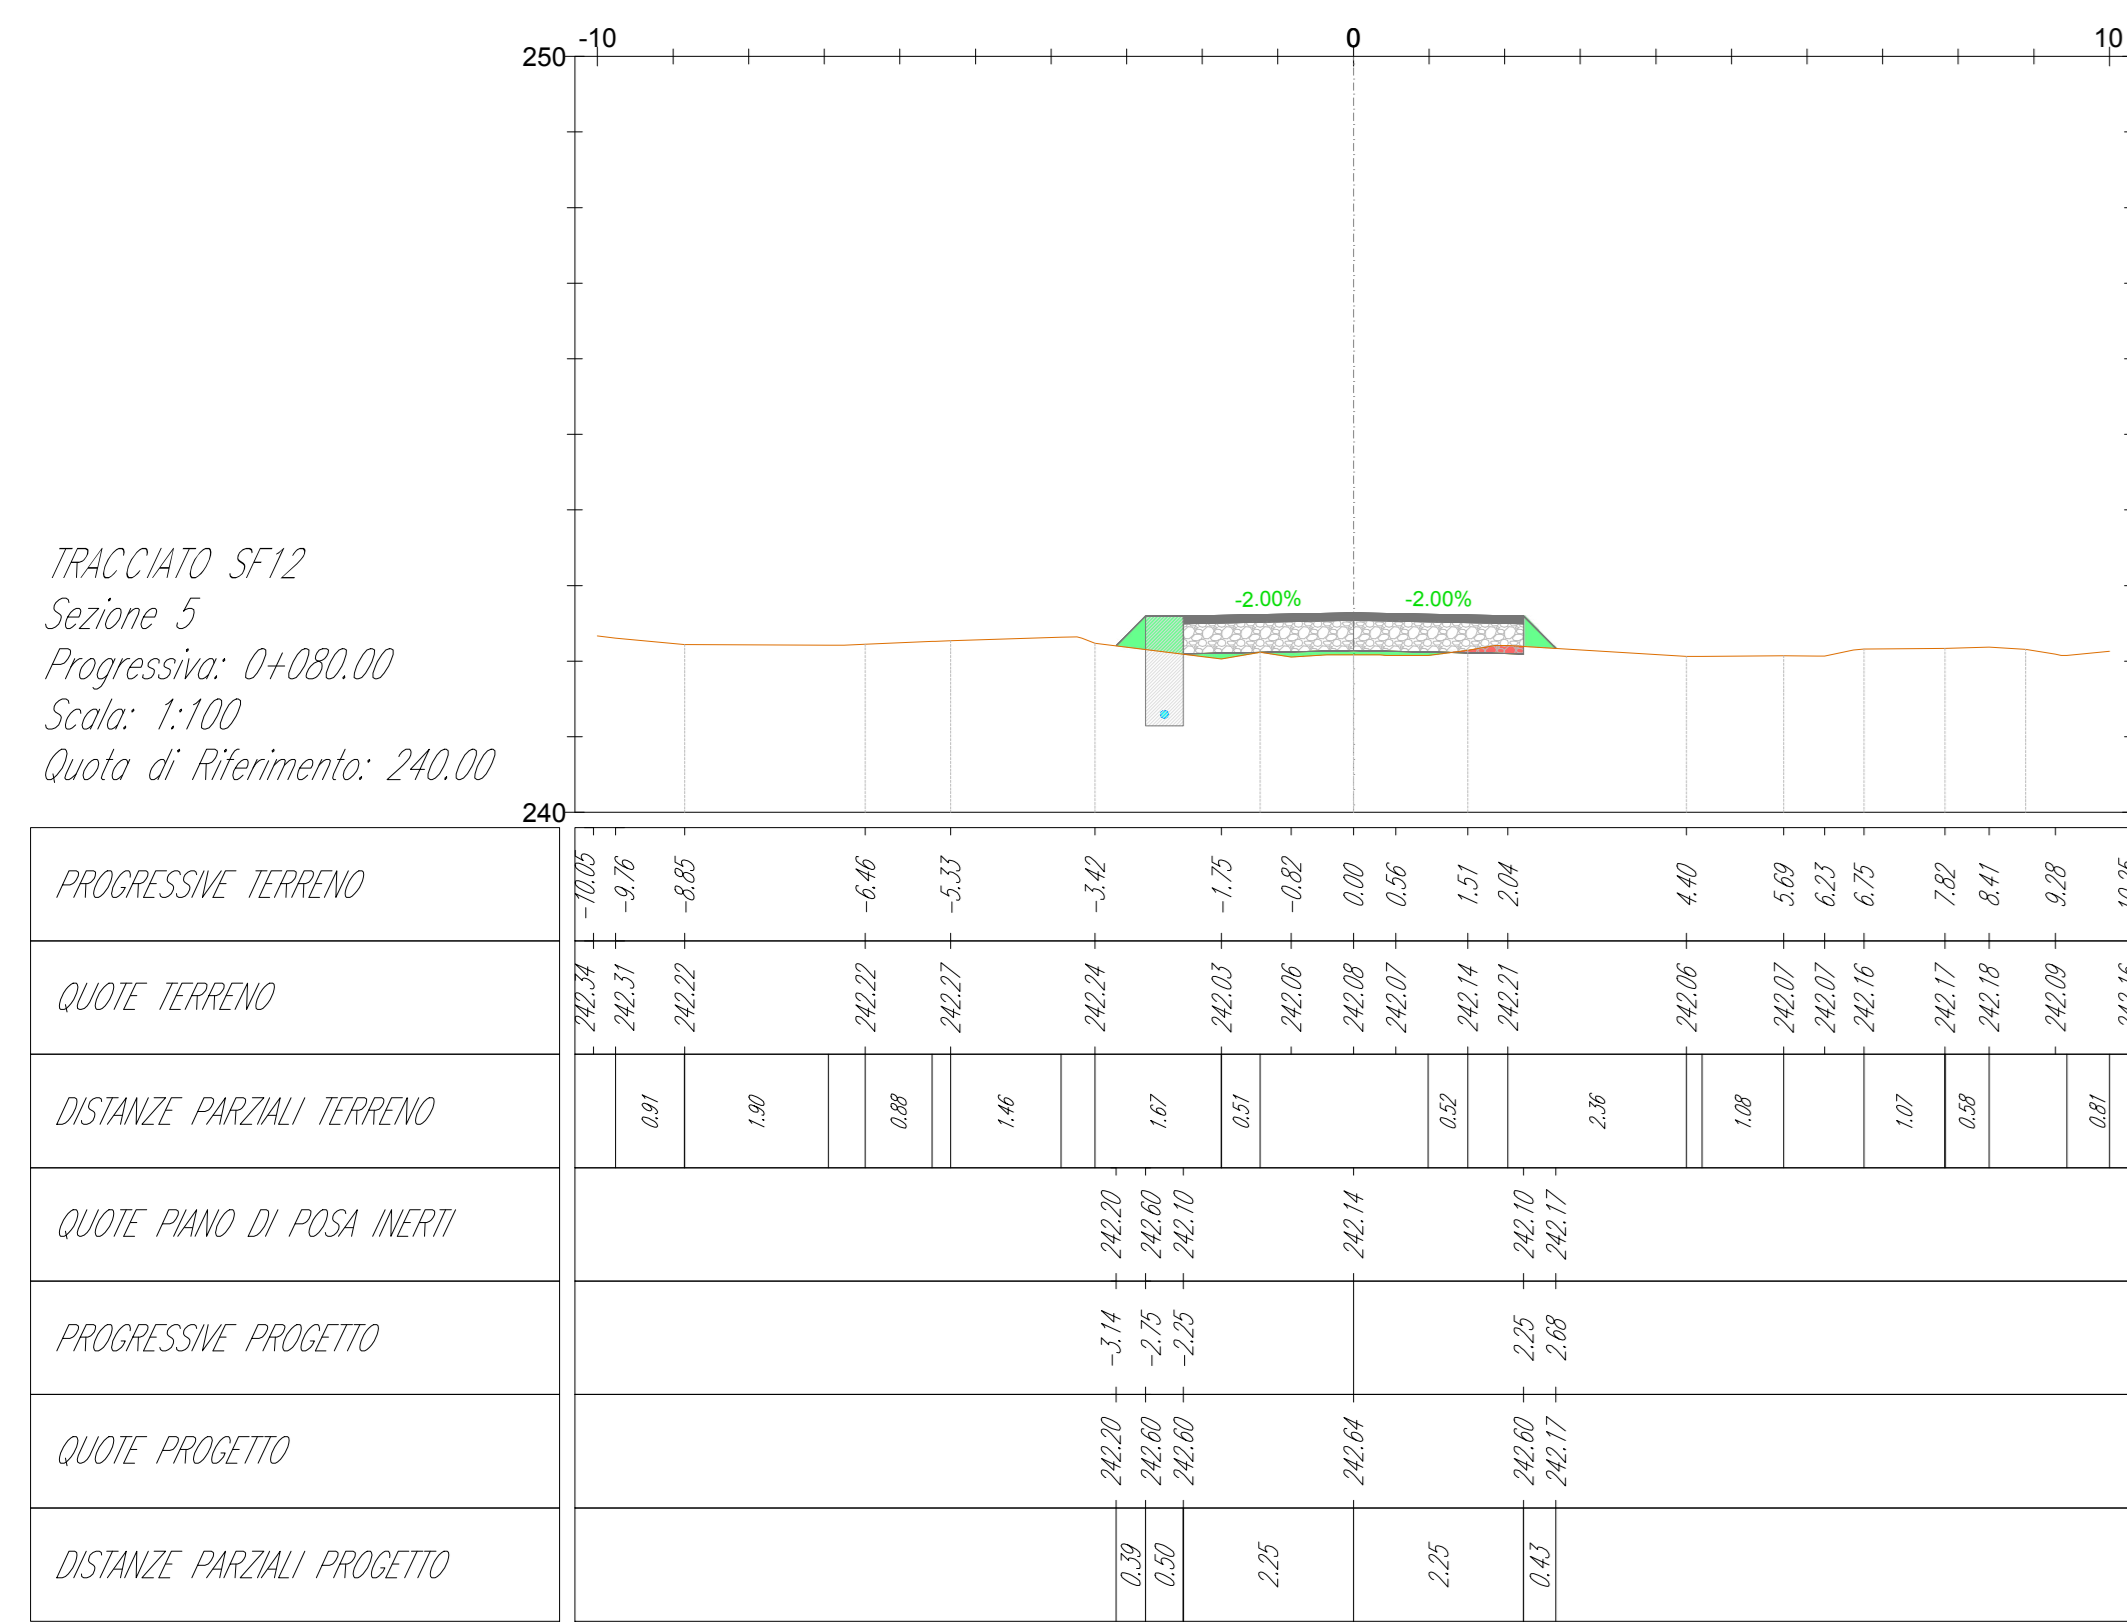 -10 0 10
250
-2.00% -2.00%
TRACCIATO SF12
Sezione 5
Progressiva: 0+080.00
Scala: 1:100
Quota di Riferimento: 240.00
240
PROGRESSIVE TERRENO -10.05 -9.76 -8.85 -6.46 -5.33 -3.42 -1.75 -0.82 0.00 0.56 1.51 2.04 4.40 5.69 6.23 6.75 7.82 8.41 9.28
QUOTE TERRENO 242.34 242.31 242.22 242.22 242.27 242.24 242.03 242.06 242.08 242.07 242.14 242.21 242.06 242.07 242.07 242.16 242.17 242.18 242.09
DISTANZE PARZIALI TERRENO 0.91 1.90 0.88 1.46 1.67 0.51 0.52 2.36 1.08 1.07 0.58 0.81
QUOTE PIANO DI POSA INERTI 242.20 242.60 242.10 242.14 242.10 242.17
PROGRESSIVE PROGETTO -3.14 -2.75 -2.25 2.25 2.68
QUOTE PROGETTO 242.20 242.60 242.60 242.64 242.60 242.17
DISTANZE PARZIALI PROGETTO 0.39 0.50 2.25 2.25 0.43